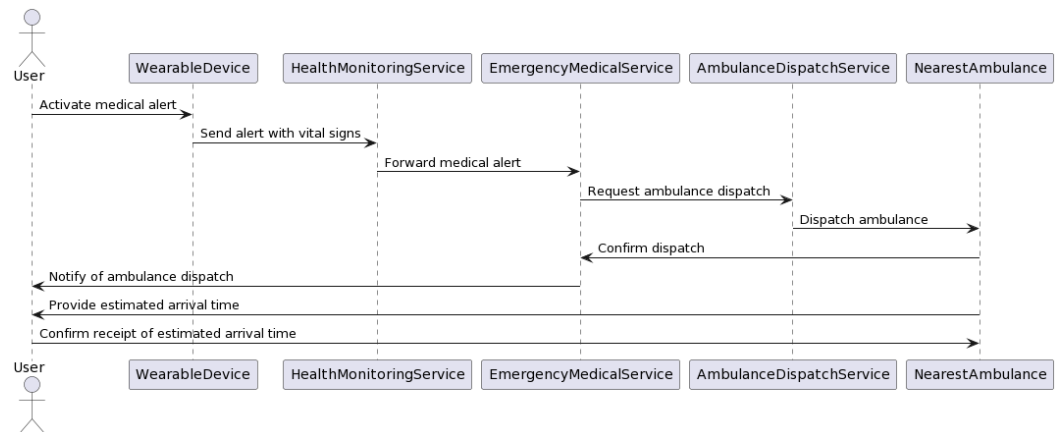 User
WearableDevice
HealthMonitoringService
EmergencyMedicalService
AmbulanceDispatchService
NearestAmbulance
Activate medical alert
Send alert with vital signs
Forward medical alert
Request ambulance dispatch
Dispatch ambulance
Confirm dispatch
Notify of ambulance dispatch
Provide estimated arrival time
Confirm receipt of estimated arrival time
User
WearableDevice
HealthMonitoringService
EmergencyMedicalService
AmbulanceDispatchService
NearestAmbulance